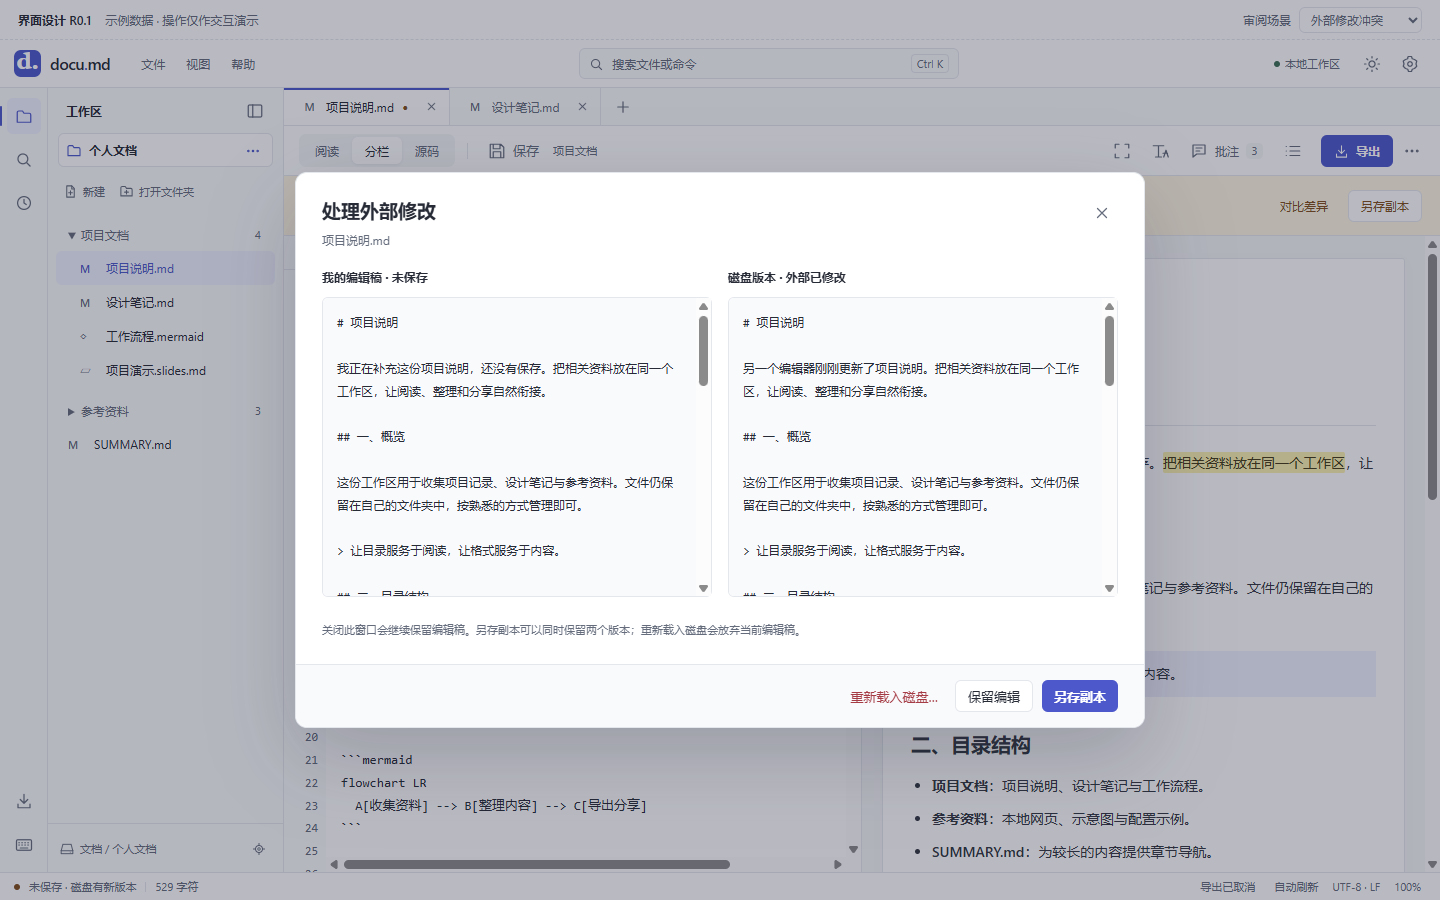 界面设计 R0.1 示例数据 · 操作仅作交互演示 审阅场景 外部修改冲突
d. docu.md 文件 视图 帮助 搜索文件或命令 Ctrl K 本地工作区
工作区 M 项目说明.md • × M 设计笔记.md × +
个人文档 ··· 阅读 分栏 源码 保存 项目文档 批注 3 导出 ···
新建 打开文件夹
对比差异 另存副本
处理外部修改
项目说明.md
项目文档 4
M 项目说明.md
M 设计笔记.md
工作流程.mermaid
项目演示.slides.md
参考资料 3
M SUMMARY.md
我的编辑稿 · 未保存
# 项目说明
我正在补充这份项目说明，还没有保存。把相关资料放在同一个
工作区，让阅读、整理和分享自然衔接。
## 一、概览
这份工作区用于收集项目记录、设计笔记与参考资料。文件仍保
留在自己的文件夹中，按熟悉的方式管理即可。
> 让目录服务于阅读，让格式服务于内容。
## 二、目录结构
磁盘版本 · 外部已修改
# 项目说明
另一个编辑器刚刚更新了项目说明。把相关资料放在同一个工作
区，让阅读、整理和分享自然衔接。
## 一、概览
这份工作区用于收集项目记录、设计笔记与参考资料。文件仍保
留在自己的文件夹中，按熟悉的方式管理即可。
> 让目录服务于阅读，让格式服务于内容。
## 二、目录结构
关闭此窗口会继续保留编辑稿。另存副本可以同时保留两个版本；重新载入磁盘会放弃当前编辑稿。
重新载入磁盘... 保留编辑 另存副本
。把相关资料放在同一个工作区，让
笔记与参考资料。文件仍保留在自己的
内容。
20
21 ```mermaid
22 flowchart LR
23 A[收集资料] --> B[整理内容] --> C[导出分享]
24 ```
25
二、目录结构
• 项目文档：项目说明、设计笔记与工作流程。
• 参考资料：本地网页、示意图与配置示例。
• SUMMARY.md：为较长的内容提供章节导航。
文档 / 个人文档
未保存 · 磁盘有新版本 529 字符 导出已取消 自动刷新 UTF-8 · LF 100%